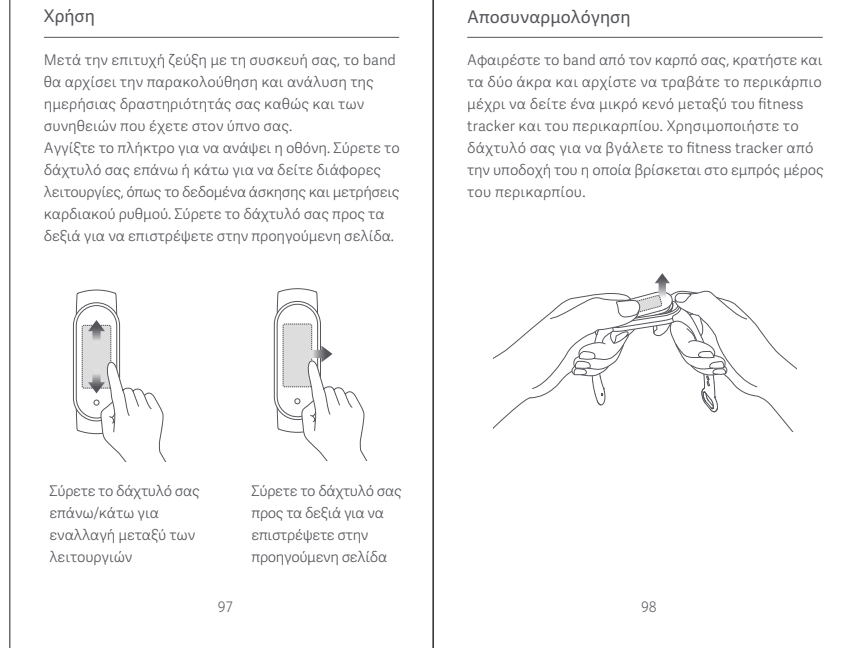 Χρήση
Μετά την επιτυχή ζεύξη με τη συσκευή σας, το band
θα αρχίσει την παρακολούθηση και ανάλυση της
ημερήσιας δραστηριότητάς σας καθώς και των
συνηθειών που έχετε στον ύπνο σας.
Αγγίξτε το πλήκτρο για να ανάψει η οθόνη. Σύρετε το
δάχτυλό σας επάνω ή κάτω για να δείτε διάφορες
λειτουργίες, όπως το δεδομένα άσκησης και μετρήσεις
καρδιακού ρυθμού. Σύρετε το δάχτυλό σας προς τα
δεξιά για να επιστρέψετε στην προηγούμενη σελίδα.
Σύρετε το δάχτυλό σας
επάνω/κάτω για
εναλλαγή μεταξύ των
λειτουργιών
Σύρετε το δάχτυλό σας
προς τα δεξιά για να
επιστρέψετε στην
προηγούμενη σελίδα
97
Αποσυναρμολόγηση
Αφαιρέστε το band από τον καρπό σας, κρατήστε και
τα δύο άκρα και αρχίστε να τραβάτε το περικάρπιο
μέχρι να δείτε ένα μικρό κενό μεταξύ του fitness
tracker και του περικαρπίου. Χρησιμοποιήστε το
δάχτυλό σας για να βγάλετε το fitness tracker από
την υποδοχή του η οποία βρίσκεται στο εμπρός μέρος
του περικαρπίου.
98